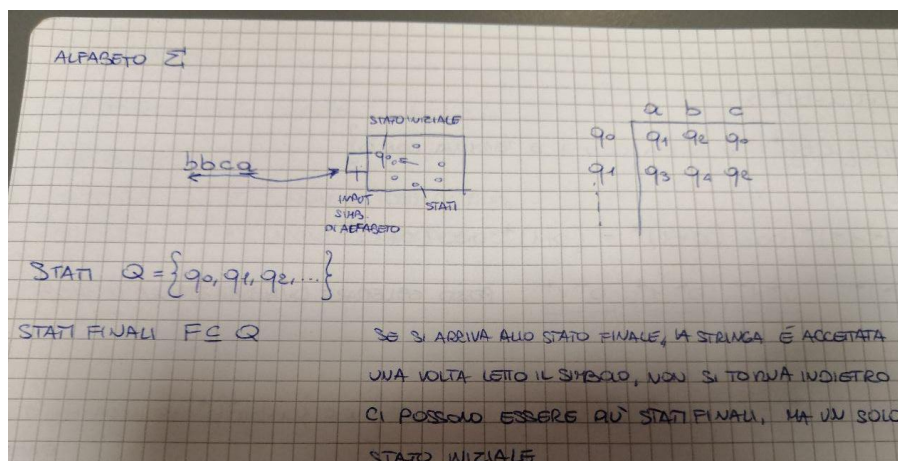 ALFABETO Σ
STATO INIZIALE
a b c
q0 q1 q2 q0
q0
bbca
q1 q3 q4 q2
STATI
INPUT
SIMB.
DI ALFABETO
STATI Q = {q0, q1, q2, ...}
STATI FINALI F ⊆ Q
SE SI ARRIVA ALLO STATO FINALE, LA STRINGA É ACCETTATA
UNA VOLTA LETTO IL SIMBOLO, NON SI TORNA INDIETRO
CI POSSONO ESSERE PIÙ STATI FINALI, MA UN SOLO
STATO INIZIALE